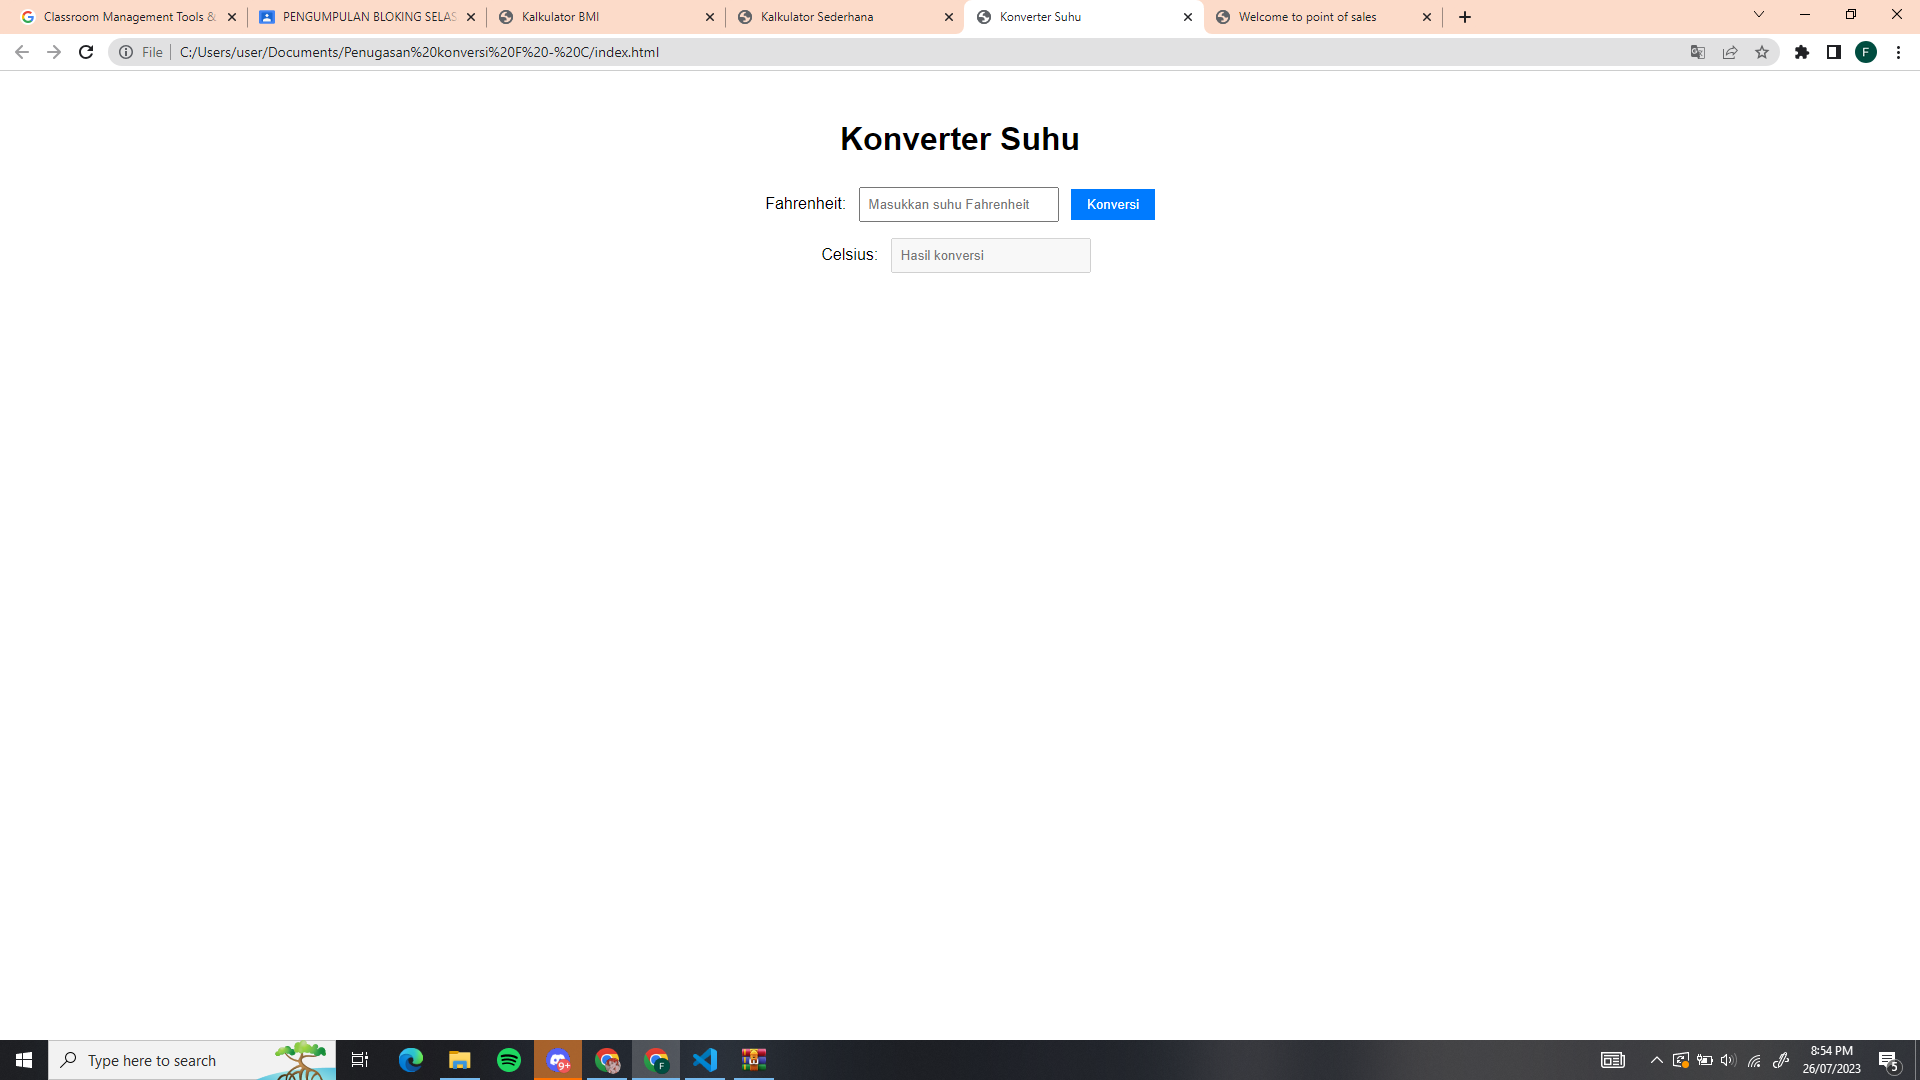 Classroom Management Tools &
PENGUMPULAN BLOKING SELAS
Kalkulator BMI
Kalkulator Sederhana
Konverter Suhu
Welcome to point of sales
File
C:/Users/user/Documents/Penugasan%20konversi%20F%20-%20C/index.html
F
Konverter Suhu
Fahrenheit:
Masukkan suhu Fahrenheit
Konversi
Celsius:
Hasil konversi
Type here to search
9+
F
8:54 PM
26/07/2023
5